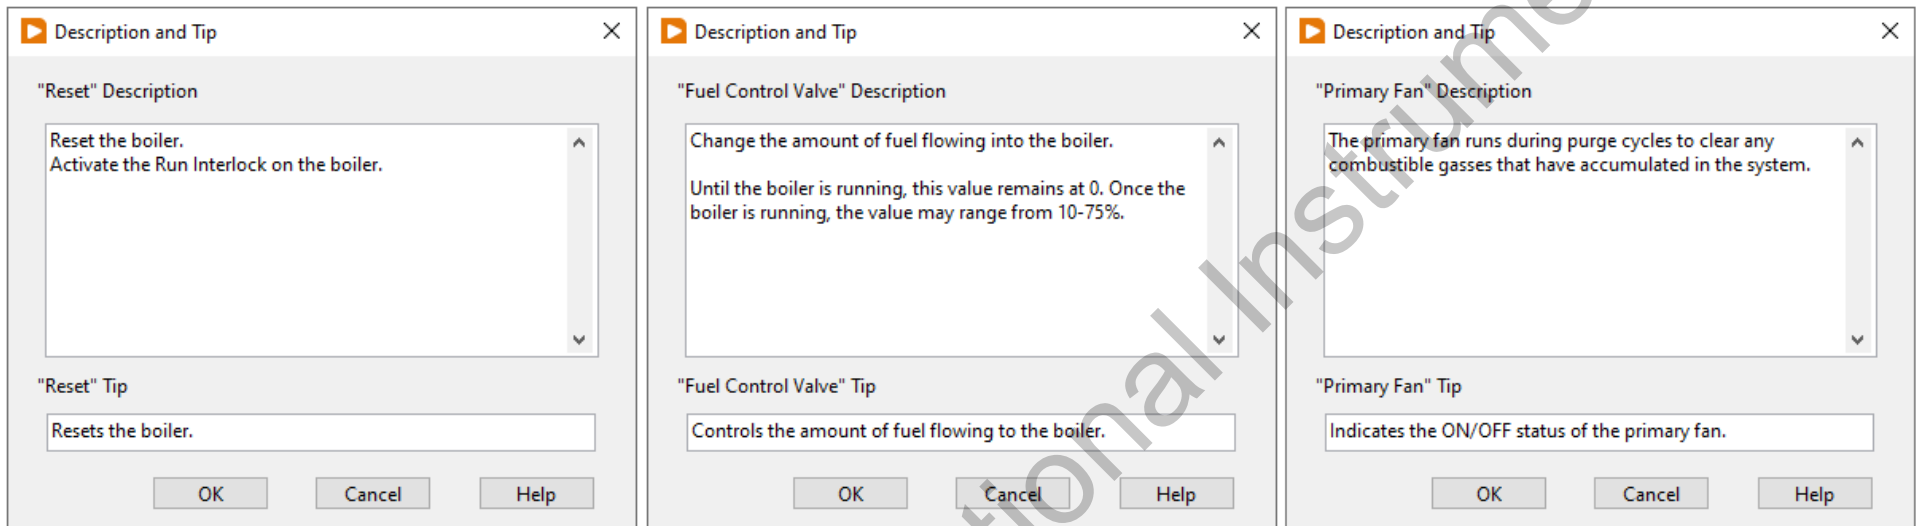 Description and Tip
"Reset" Description
Reset the boiler.
Activate the Run Interlock on the boiler.
"Reset" Tip
Resets the boiler.
OK
Cancel
Help
Description and Tip
"Fuel Control Valve" Description
Change the amount of fuel flowing into the boiler.
Until the boiler is running, this value remains at 0. Once the
boiler is running, the value may range from 10-75%.
"Fuel Control Valve" Tip
Controls the amount of fuel flowing to the boiler.
OK
Cancel
Help
Description and Tip
"Primary Fan" Description
The primary fan runs during purge cycles to clear any
combustible gasses that have accumulated in the system.
"Primary Fan" Tip
Indicates the ON/OFF status of the primary fan.
OK
Cancel
Help
tional Instrume